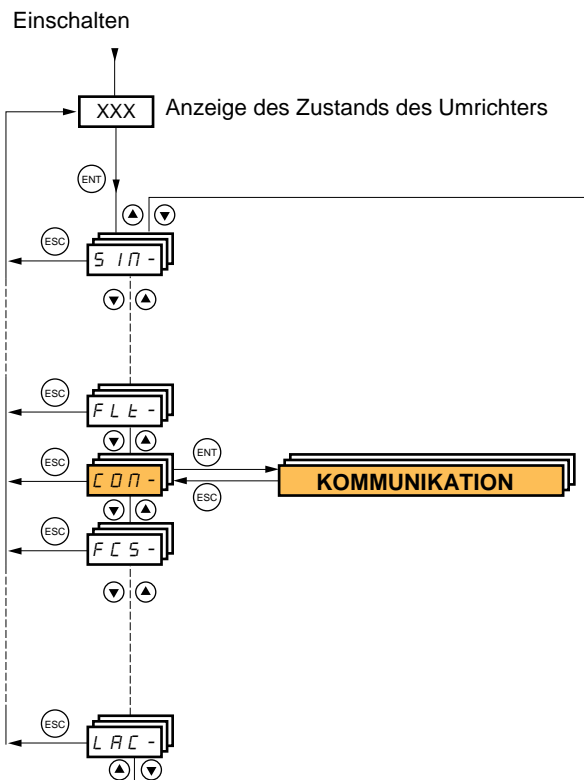 Einschalten
XXX Anzeige des Zustands des Umrichters
ENT
ESC
SIM-
ESC
FLt-
ESC
ENT
COM-
KOMMUNIKATION
ESC
ESC
FCS-
ESC
LAC-